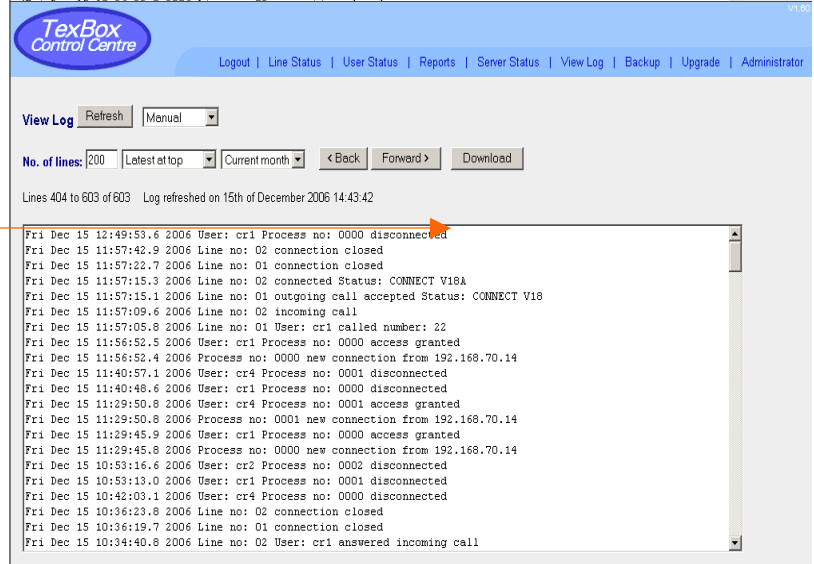 V1.60
TexBox
Control Centre
Logout | Line Status | User Status | Reports | Server Status | View Log | Backup | Upgrade | Administrator
View Log Refresh Manual
No. of lines: 200 Latest at top Current month < Back Forward > Download
Lines 404 to 603 of 603 Log refreshed on 15th of December 2006 14:43:42
Fri Dec 15 12:49:53.6 2006 User: cr1 Process no: 0000 disconnected
Fri Dec 15 11:57:42.9 2006 Line no: 02 connection closed
Fri Dec 15 11:57:22.7 2006 Line no: 01 connection closed
Fri Dec 15 11:57:15.3 2006 Line no: 02 connected Status: CONNECT V18A
Fri Dec 15 11:57:15.1 2006 Line no: 01 outgoing call accepted Status: CONNECT V18
Fri Dec 15 11:57:09.6 2006 Line no: 02 incoming call
Fri Dec 15 11:57:05.8 2006 Line no: 01 User: cr1 called number: 22
Fri Dec 15 11:56:52.5 2006 User: cr1 Process no: 0000 access granted
Fri Dec 15 11:56:52.4 2006 Process no: 0000 new connection from 192.168.70.14
Fri Dec 15 11:40:57.1 2006 User: cr4 Process no: 0001 disconnected
Fri Dec 15 11:40:48.6 2006 User: cr1 Process no: 0000 disconnected
Fri Dec 15 11:29:50.8 2006 User: cr4 Process no: 0001 access granted
Fri Dec 15 11:29:50.8 2006 Process no: 0001 new connection from 192.168.70.14
Fri Dec 15 11:29:45.9 2006 User: cr1 Process no: 0000 access granted
Fri Dec 15 11:29:45.8 2006 Process no: 0000 new connection from 192.168.70.14
Fri Dec 15 10:53:16.6 2006 User: cr2 Process no: 0002 disconnected
Fri Dec 15 10:53:13.0 2006 User: cr1 Process no: 0001 disconnected
Fri Dec 15 10:42:03.1 2006 User: cr4 Process no: 0000 disconnected
Fri Dec 15 10:36:23.8 2006 Line no: 02 connection closed
Fri Dec 15 10:36:19.7 2006 Line no: 01 connection closed
Fri Dec 15 10:34:40.8 2006 Line no: 02 User: cr1 answered incoming call